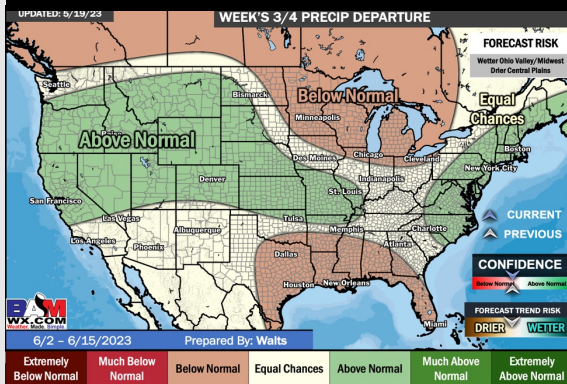 UPDATED: 5/19/23
WEEK'S 3/4 PRECIP DEPARTURE
FORECAST RISK
Wetter Ohio Valley/Midwest
Drier Central Plains
Seattle
Bismarck
Below Normal
Minneapolis
Equal
Chances
Above Normal
Boston
Des Moines
Chicago
Cleveland
New York City
Indianapolis
Denver
St. Louis
San Francisco
CURRENT
Las Vegas
Tulsa
Albuquerque
Memphis
Charlotte
PREVIOUS
Los Angeles
Phoenix
Atlanta
Dallas
CONFIDENCE
Below Normal
Above Normal
Houston
New Orleans
BAM
WX.COM
Weather. Made. Simple.
FORECAST TREND RISK
DRIER
WETTER
Miami
6/2 – 6/15/2023
Prepared By: Walts
Extremely
Below Normal
Much Below
Normal
Below Normal
Equal Chances
Above Normal
Much Above
Normal
Extremely
Above Normal